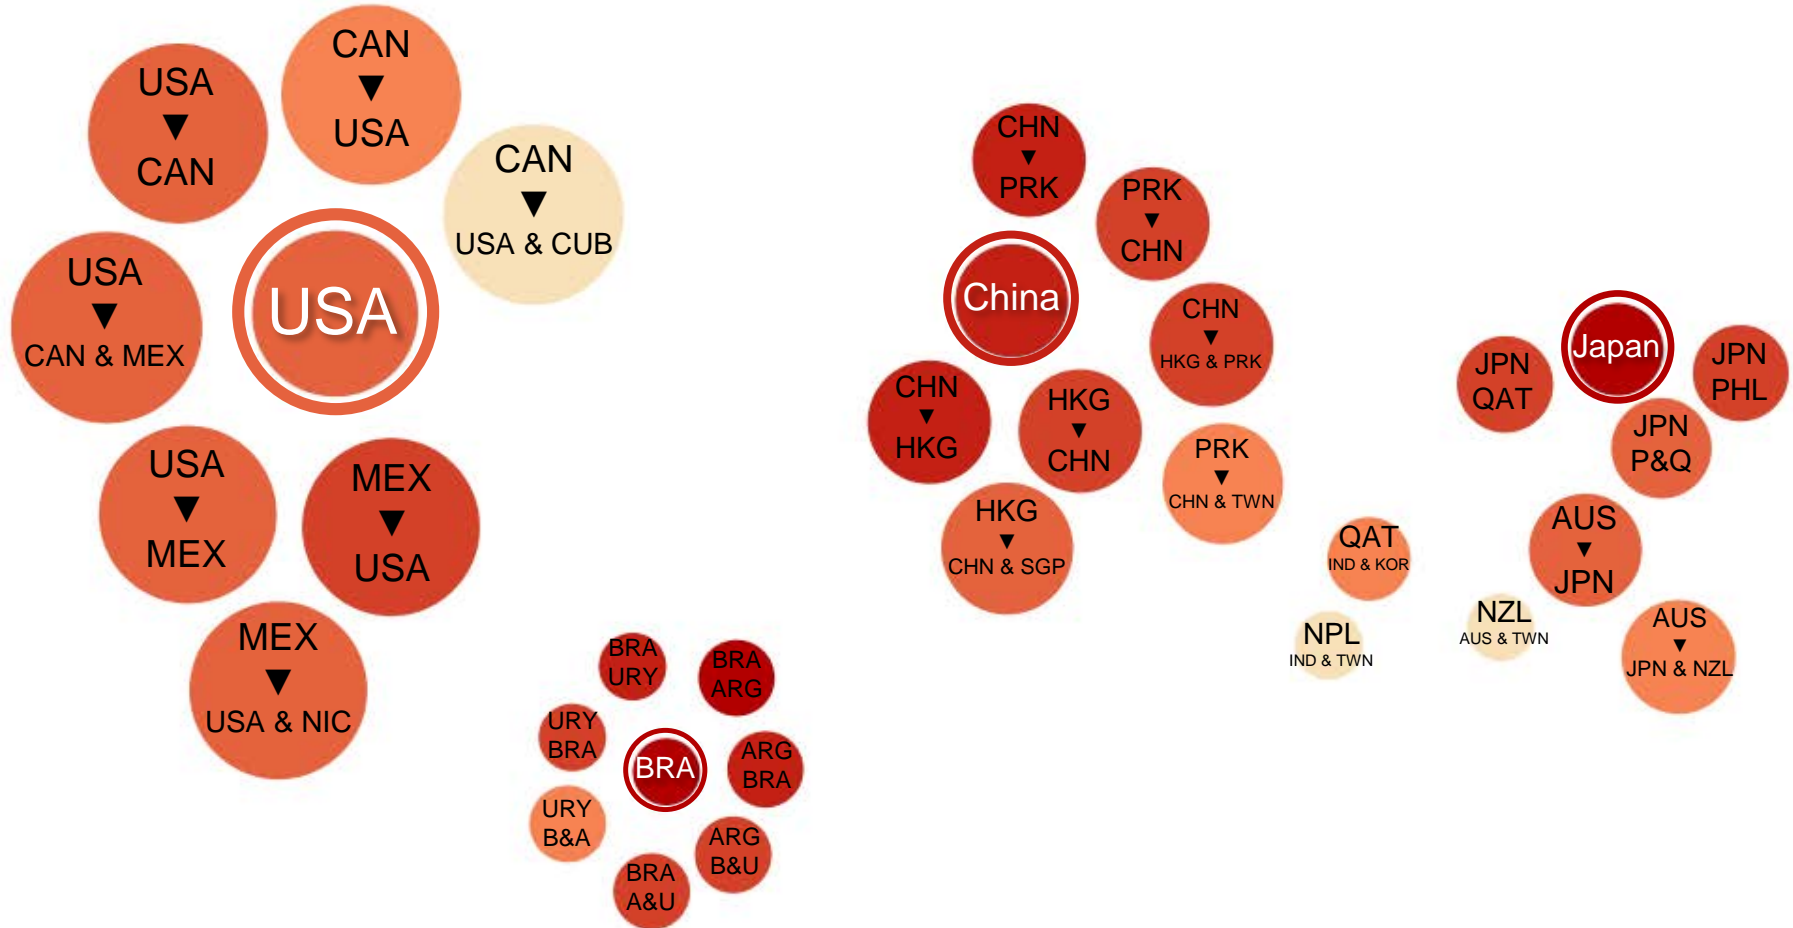 CAN
▼
USA
USA
▼
CAN
CAN
▼
USA & CUB
USA
▼
CAN & MEX
USA
USA
▼
MEX
MEX
▼
USA
MEX
▼
USA & NIC
BRA
URY
BRA
ARG
URY
BRA
BRA
ARG
BRA
URY
B&A
ARG
B&U
BRA
A&U
CHN
▼
PRK
PRK
▼
CHN
China
CHN
▼
HKG & PRK
CHN
▼
HKG
HKG
▼
CHN
PRK
▼
CHN & TWN
HKG
▼
CHN & SGP
Japan
JPN
QAT
JPN
PHL
JPN
P&Q
AUS
▼
JPN
QAT
IND & KOR
NPL
IND & TWN
NZL
AUS & TWN
AUS
▼
JPN & NZL